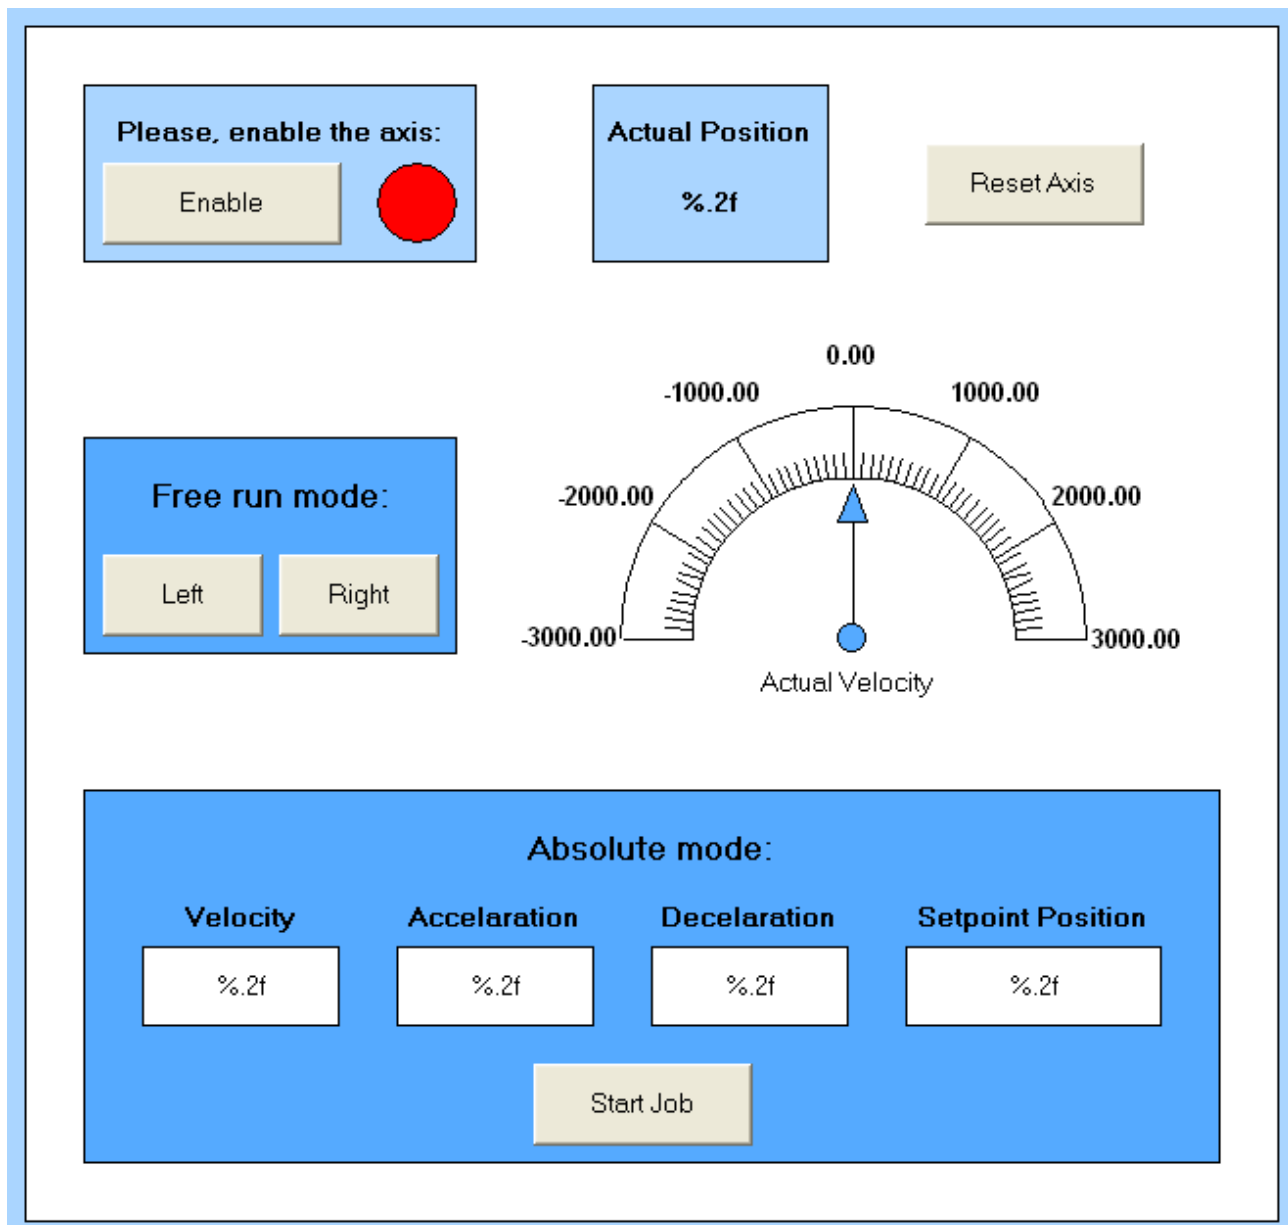 Please, enable the axis:
Enable
Actual Position
%.2f
Reset Axis
0.00
-1000.00
1000.00
-2000.00
2000.00
-3000.00
3000.00
Actual Velocity
Free run mode:
Left
Right
Absolute mode:
Velocity
Accelaration
Decelaration
Setpoint Position
%.2f
%.2f
%.2f
%.2f
Start Job